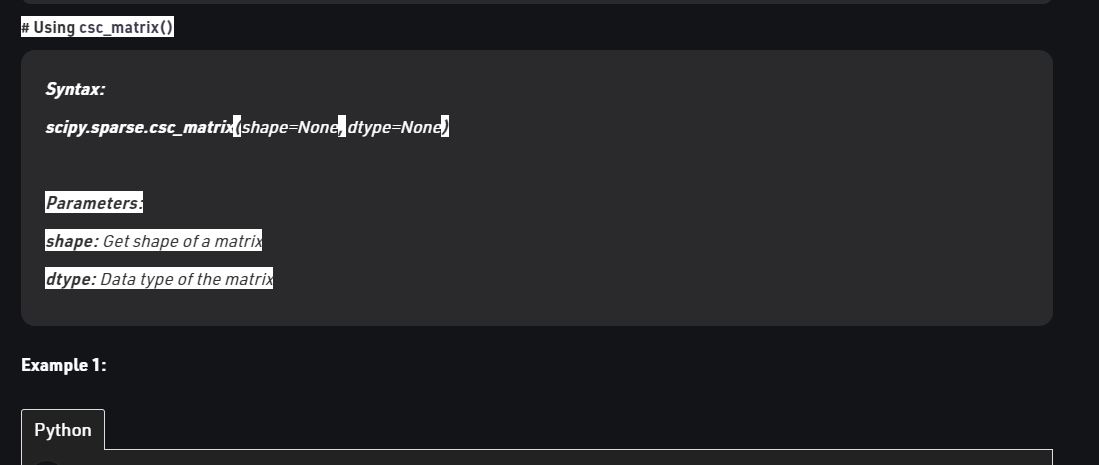 # Using csc_matrix()
Syntax:
scipy.sparse.csc_matrix(shape=None, dtype=None)
Parameters:
shape: Get shape of a matrix
dtype: Data type of the matrix
Example 1:
Python